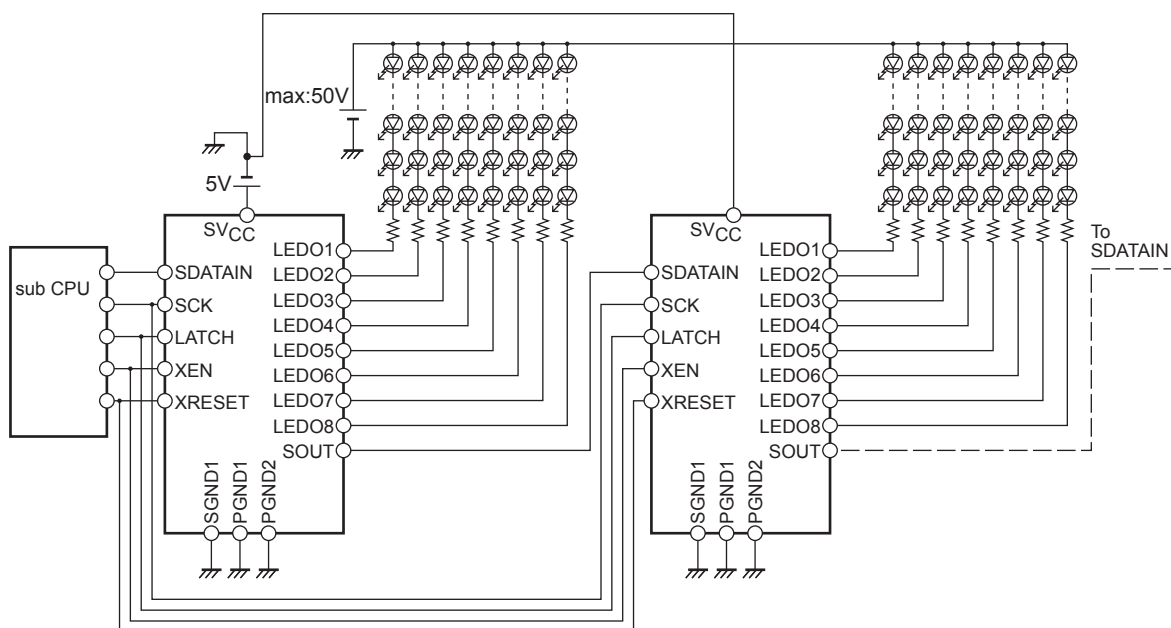 max:50V
5V
sub CPU
SVCC
SDATAIN
SCK
LATCH
XEN
XRESET
LEDO1
LEDO2
LEDO3
LEDO4
LEDO5
LEDO6
LEDO7
LEDO8
SOUT
SGND1
PGND1
PGND2
SVCC
SDATAIN
SCK
LATCH
XEN
XRESET
LEDO1
LEDO2
LEDO3
LEDO4
LEDO5
LEDO6
LEDO7
LEDO8
SOUT
SGND1
PGND1
PGND2
To
SDATAIN